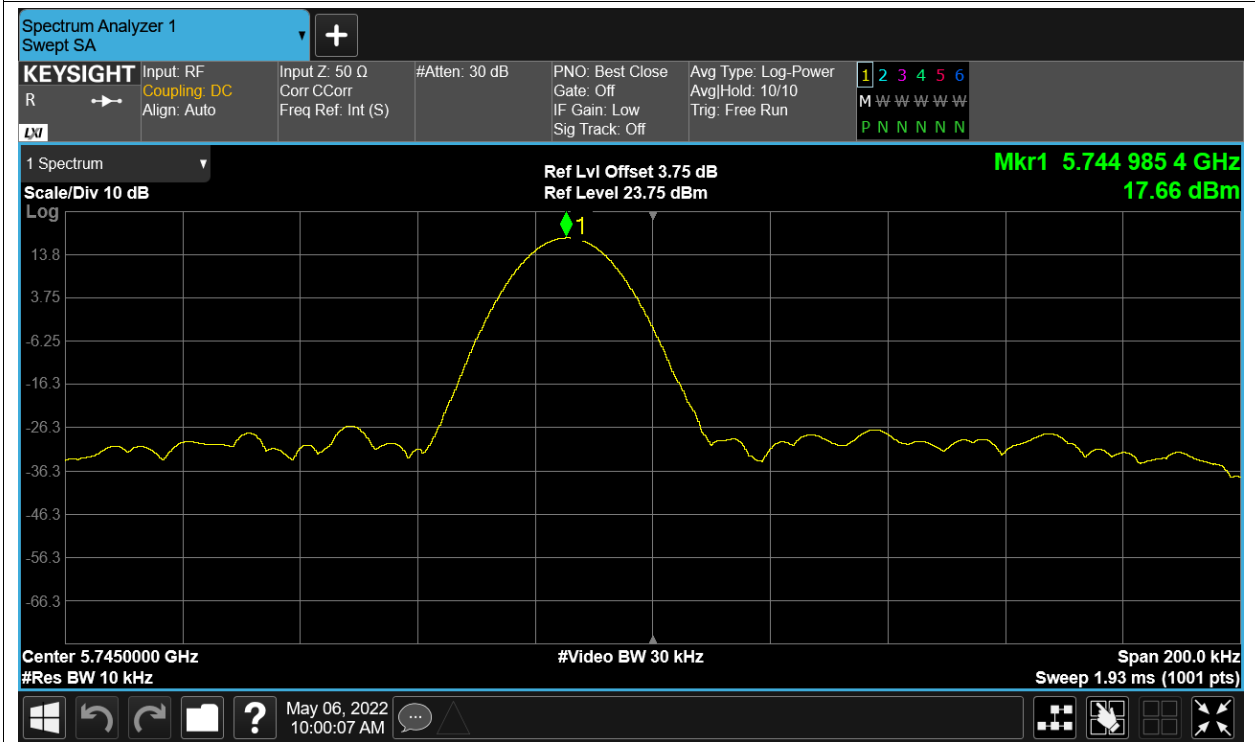 Spectrum Analyzer 1
Swept SA
KEYSIGHT
R
LXI
Input: RF
Coupling: DC
Align: Auto
Input Z: 50 Ω
Corr CCorr
Freq Ref: Int (S)
#Atten: 30 dB
PNO: Best Close
Gate: Off
IF Gain: Low
Sig Track: Off
Avg Type: Log-Power
Avg|Hold: 10/10
Trig: Free Run
1 2 3 4 5 6
M W W W W W
P N N N N N
1 Spectrum
Scale/Div 10 dB
Log
Ref Lvl Offset 3.75 dB
Ref Level 23.75 dBm
Mkr1 5.744 985 4 GHz
17.66 dBm
1
13.8
3.75
-6.25
-16.3
-26.3
-36.3
-46.3
-56.3
-66.3
Center 5.7450000 GHz
#Res BW 10 kHz
#Video BW 30 kHz
Span 200.0 kHz
Sweep 1.93 ms (1001 pts)
?
May 06, 2022
10:00:07 AM